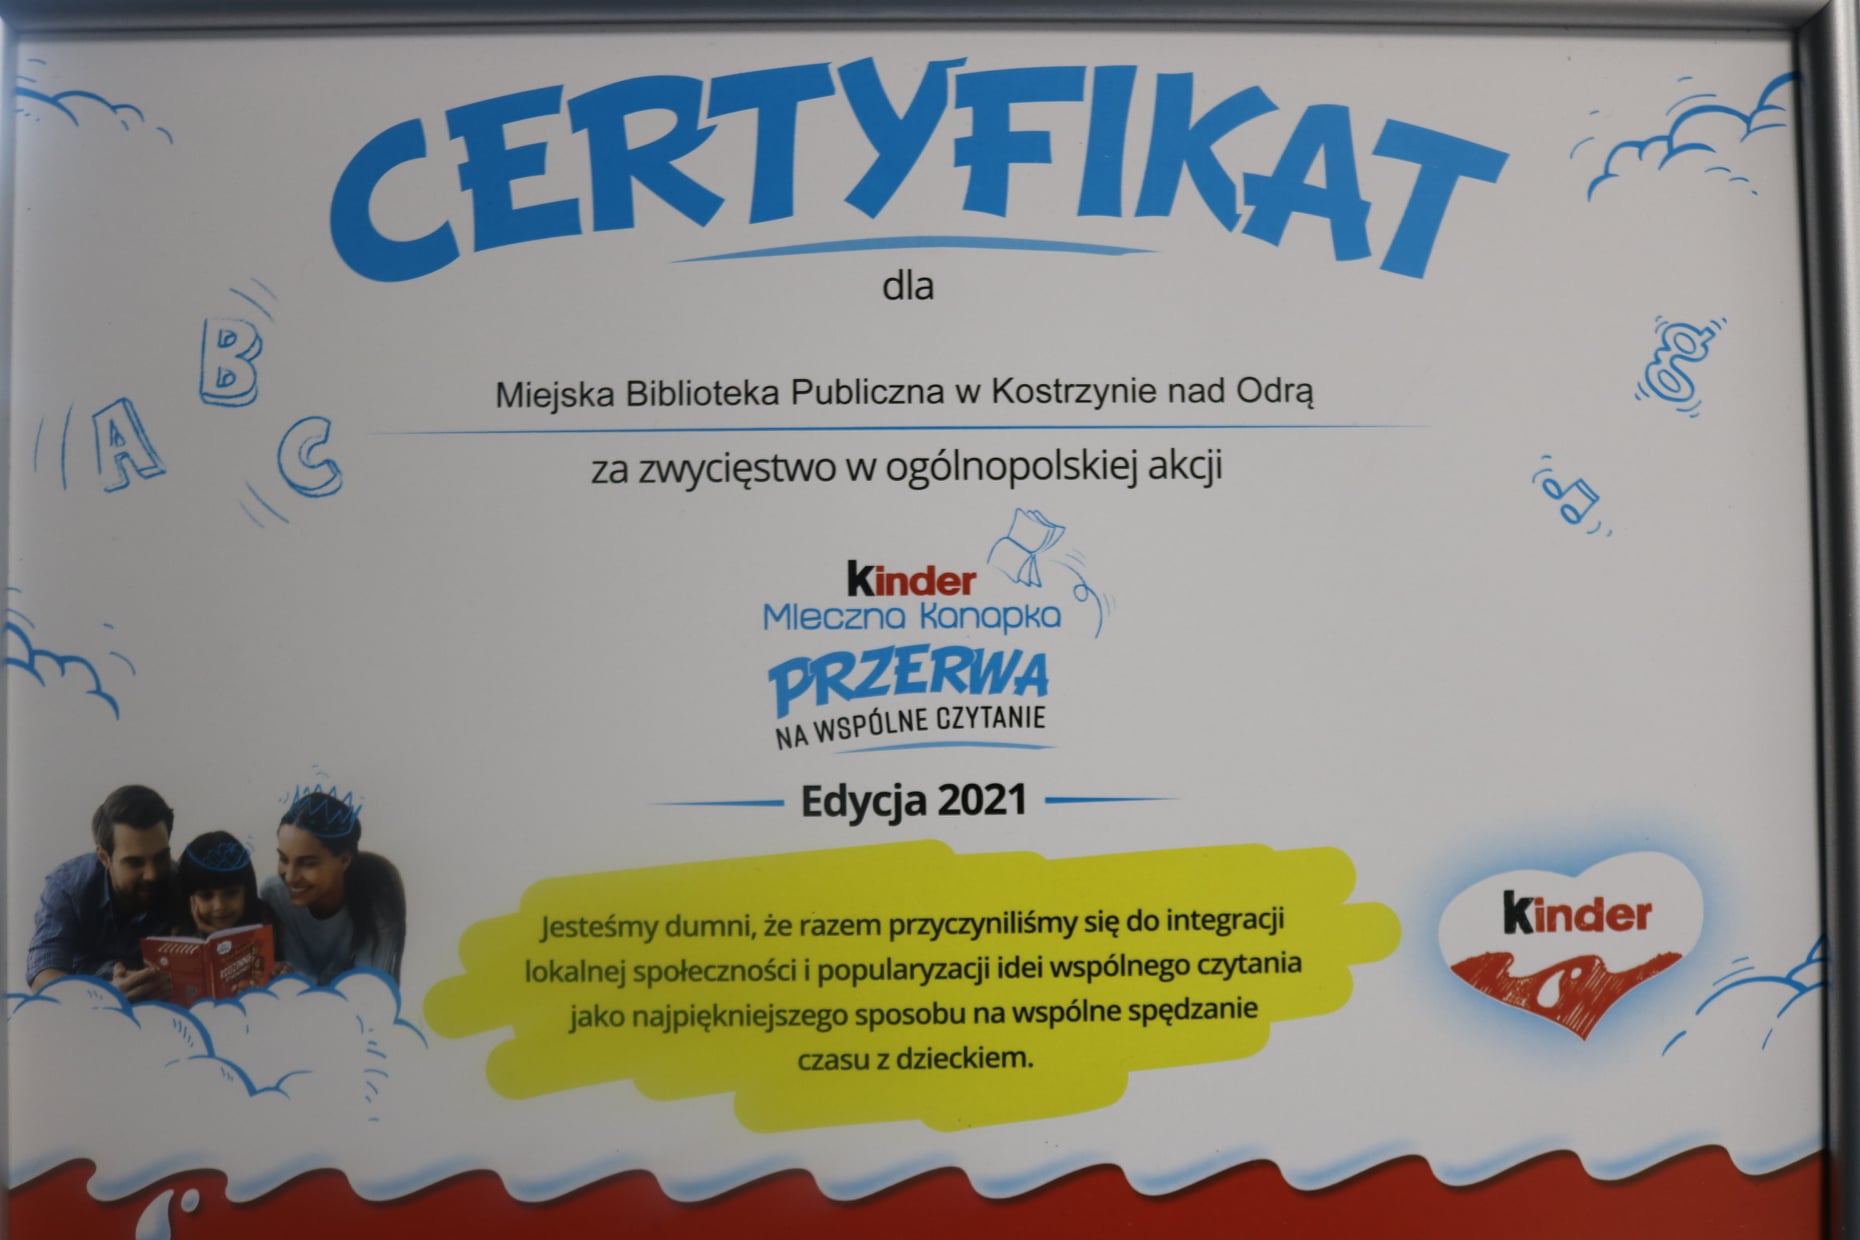 CERTYFIKAT
dla
Miejska Biblioteka Publiczna w Kostrzynie nad Odrą
za zwycięstwo w ogólnopolskiej akcji
Kinder
Mleczna Kanapka
PRZERWA
NA WSPÓLNE CZYTANIE
Edycja 2021
Jesteśmy dumni, że razem przyczyniliśmy się do integracji
lokalnej społeczności i popularyzacji idei wspólnego czytania
jako najpiękniejszego sposobu na wspólne spędzanie
czasu z dzieckiem.
Kinder
A
B
C
g